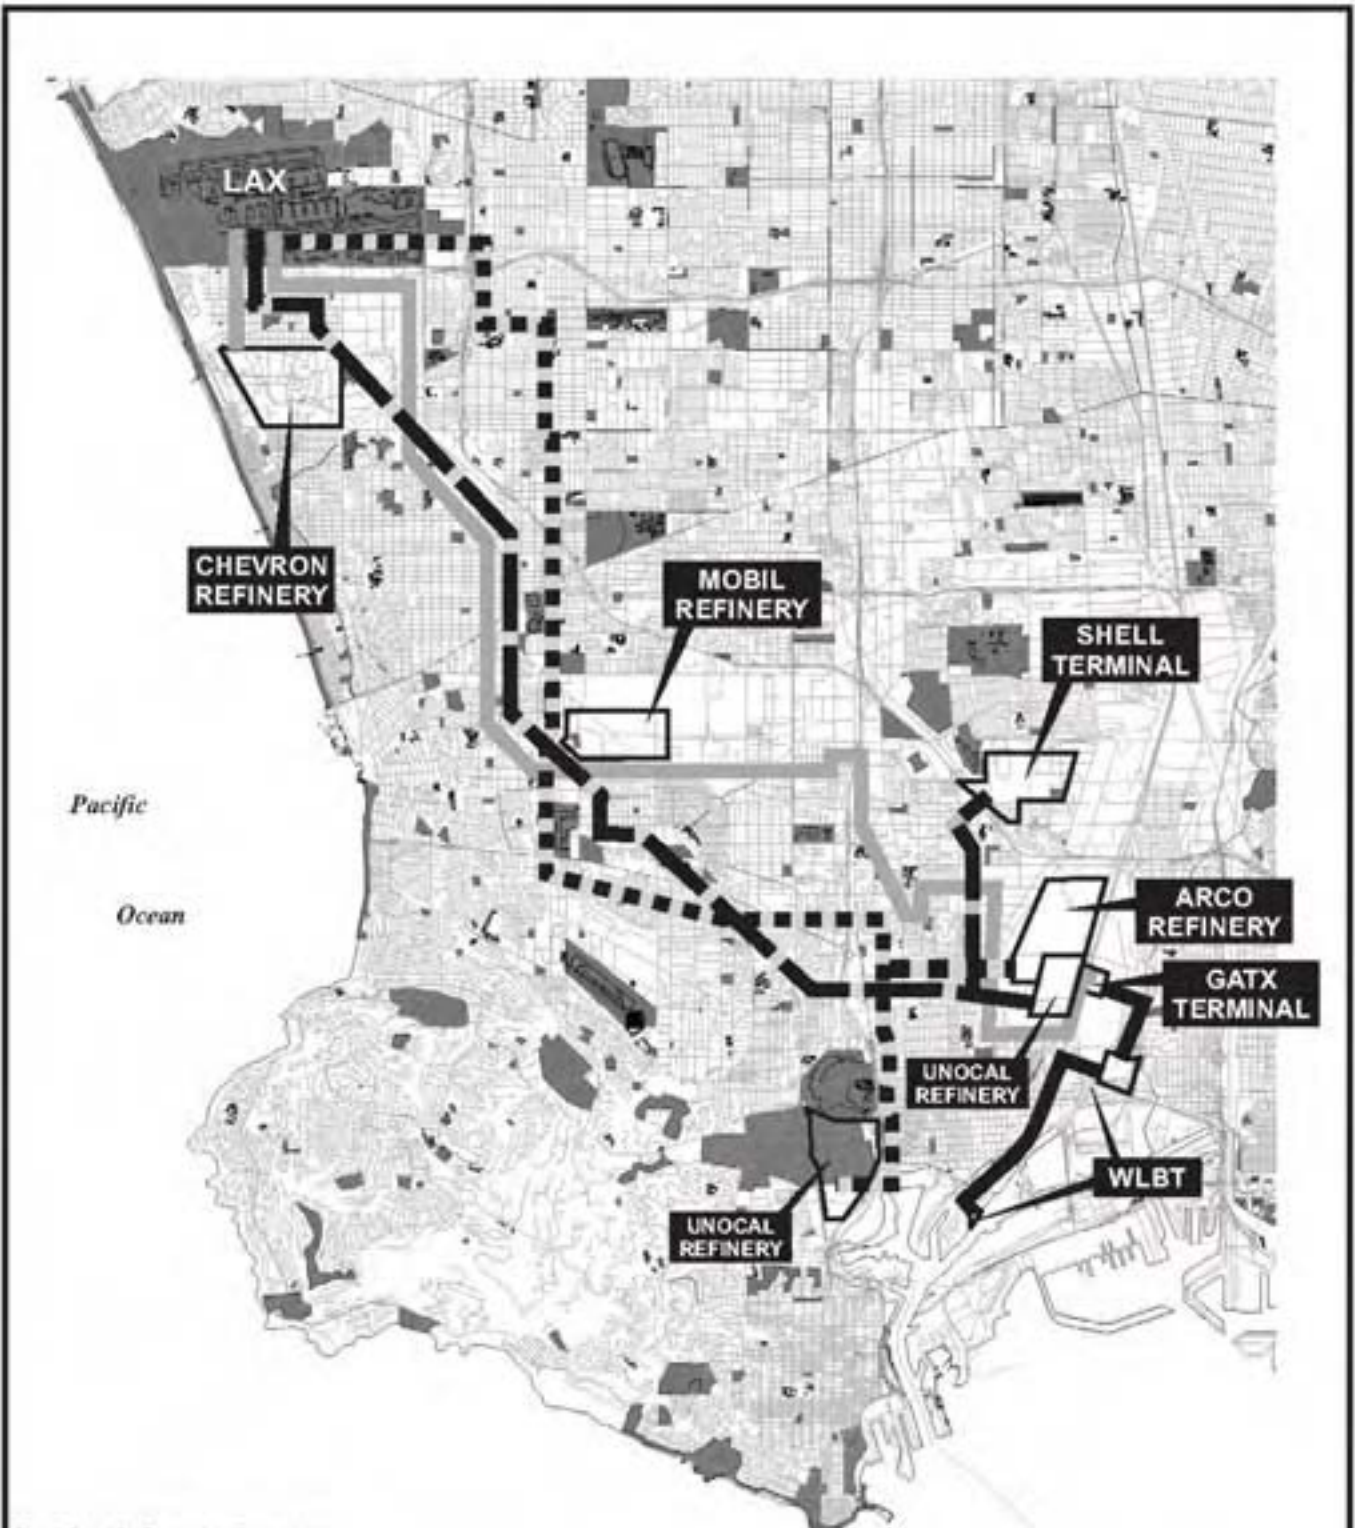 LAX
CHEVRON
REFINERY
MOBIL
REFINERY
SHELL
TERMINAL
Pacific
Ocean
ARCO
REFINERY
GATX
TERMINAL
UNOCAL
REFINERY
WLBT
UNOCAL
REFINERY